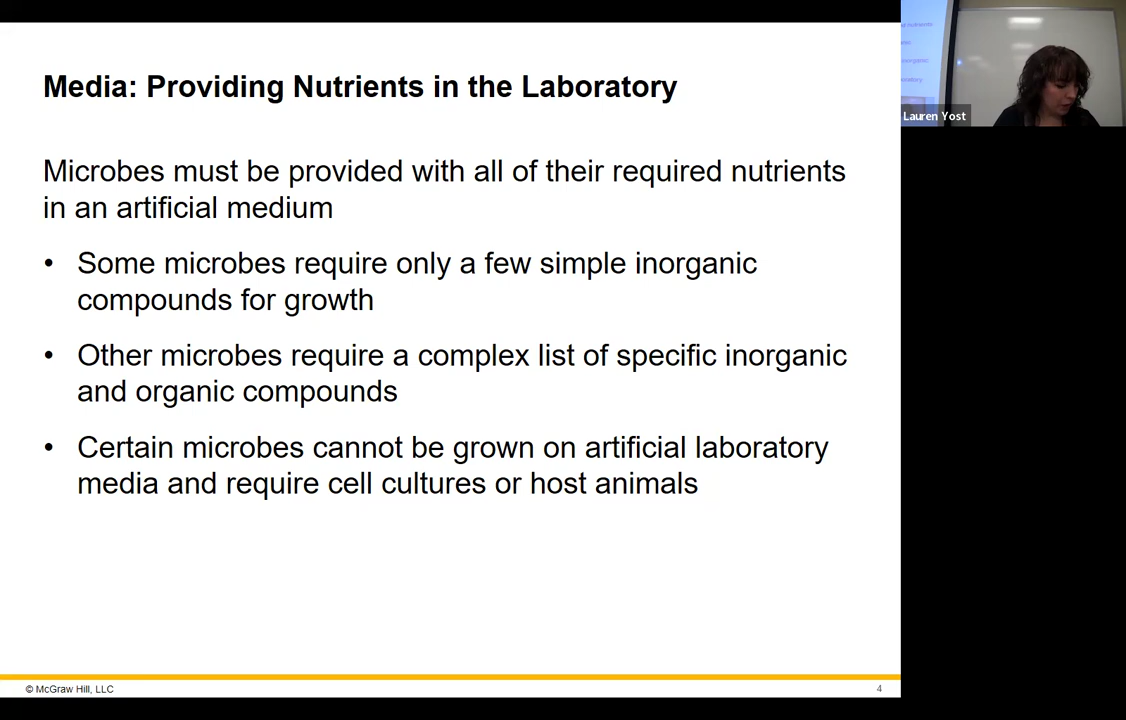 Media: Providing Nutrients in the Laboratory
Microbes must be provided with all of their required nutrients
in an artificial medium
• Some microbes require only a few simple inorganic
compounds for growth
• Other microbes require a complex list of specific inorganic
and organic compounds
• Certain microbes cannot be grown on artificial laboratory
media and require cell cultures or host animals
© McGraw Hill, LLC
4
nutrients
Lauren Yost